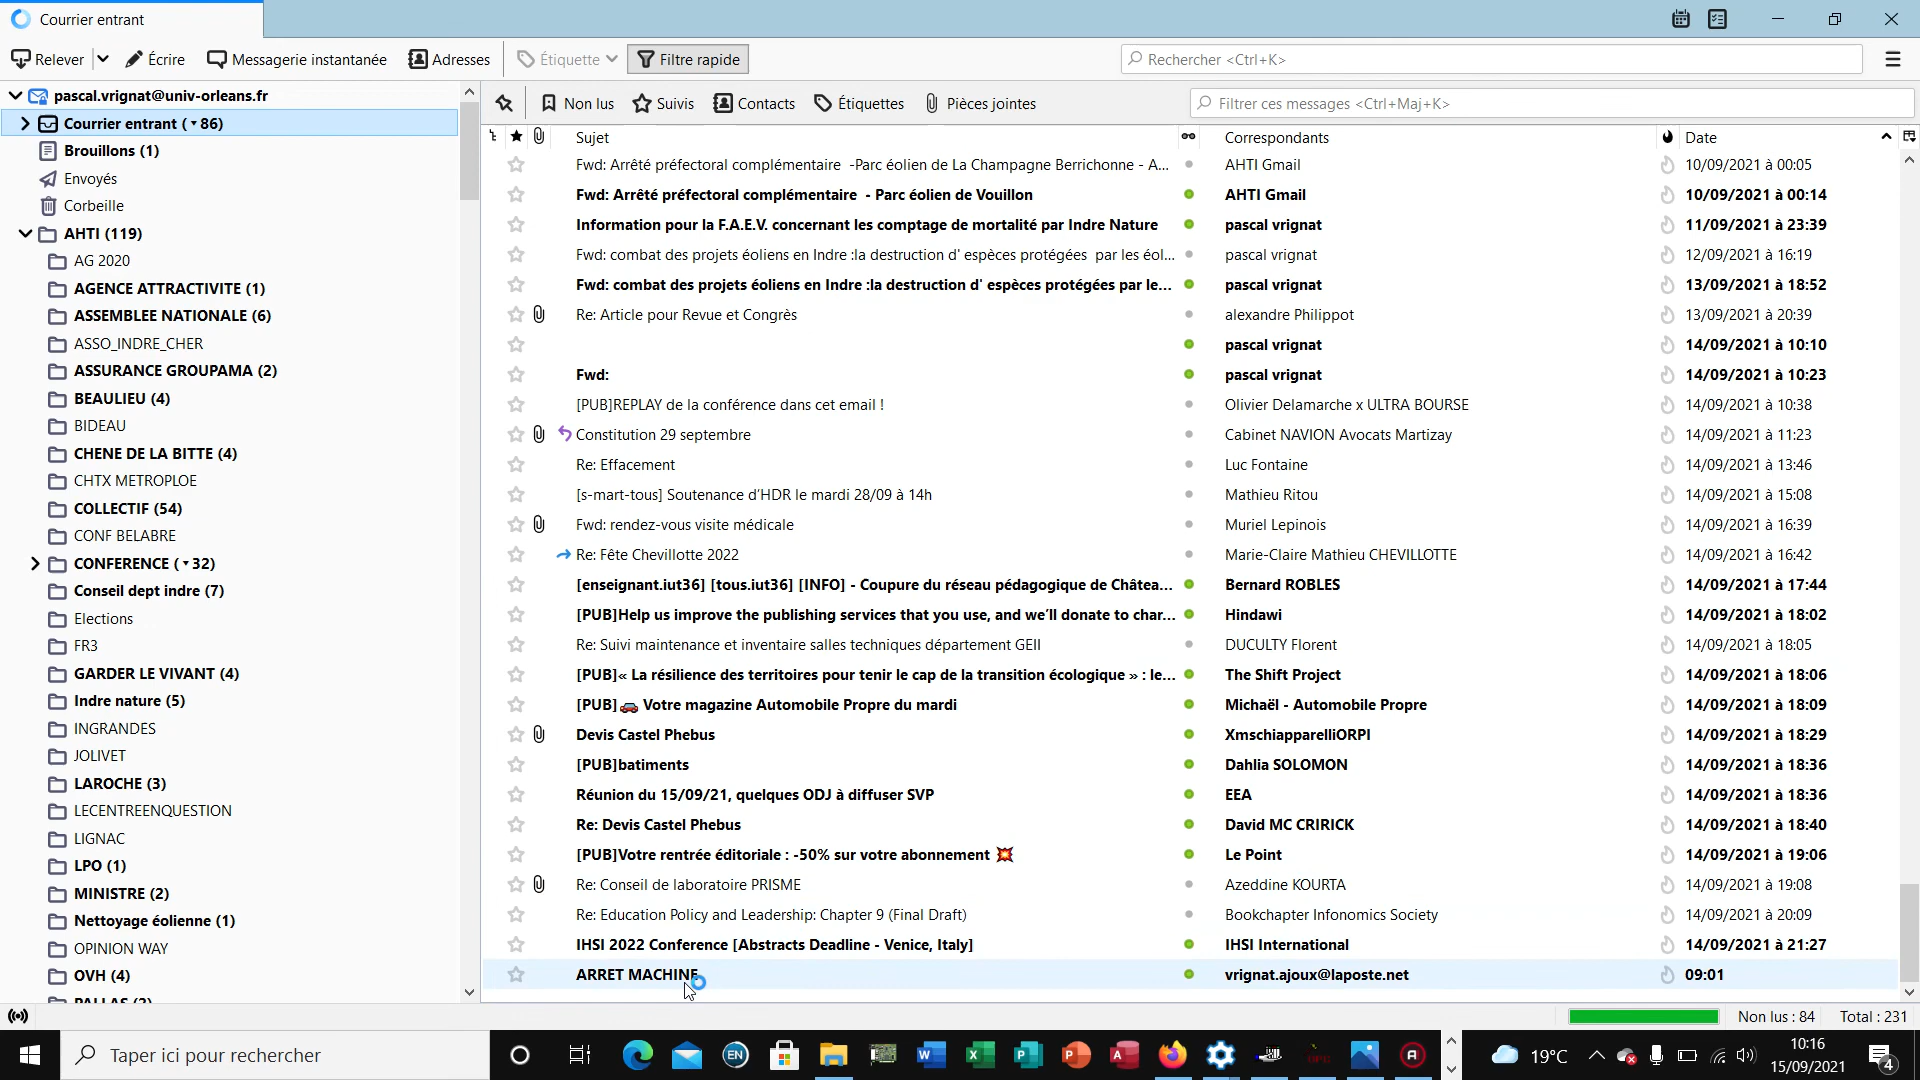 Courrier entrant
Relever
Écrire
Messagerie instantanée
Adresses
Étiquette
Filtre rapide
Rechercher <Ctrl+K>
pascal.vrignat@univ-orleans.fr
Courrier entrant (▾86)
Brouillons (1)
Envoyés
Corbeille
AHTI (119)
AG 2020
AGENCE ATTRACTIVITE (1)
ASSEMBLEE NATIONALE (6)
ASSO_INDRE_CHER
ASSURANCE GROUPAMA (2)
BEAULIEU (4)
BIDEAU
CHENE DE LA BITTE (4)
CHTX METROPLOE
COLLECTIF (54)
CONF BELABRE
CONFERENCE (▾32)
Conseil dept indre (7)
Elections
FR3
GARDER LE VIVANT (4)
Indre nature (5)
INGRANDES
JOLIVET
LAROCHE (3)
LECENTREENQUESTION
LIGNAC
LPO (1)
MINISTRE (2)
Nettoyage éolienne (1)
OPINION WAY
OVH (4)
Non lus
Suivis
Contacts
Étiquettes
Pièces jointes
Filtrer ces messages <Ctrl+Maj+K>
Sujet Correspondants Date
Fwd: Arrêté préfectoral complémentaire -Parc éolien de La Champagne Berrichonne - A... AHTI Gmail 10/09/2021 à 00:05
Fwd: Arrêté préfectoral complémentaire - Parc éolien de Vouillon AHTI Gmail 10/09/2021 à 00:14
Information pour la F.A.E.V. concernant les comptage de mortalité par Indre Nature pascal vrignat 11/09/2021 à 23:39
Fwd: combat des projets éoliens en Indre :la destruction d' espèces protégées par les éol... pascal vrignat 12/09/2021 à 16:19
Fwd: combat des projets éoliens en Indre :la destruction d' espèces protégées par le... pascal vrignat 13/09/2021 à 18:52
Re: Article pour Revue et Congrès alexandre Philippot 13/09/2021 à 20:39
pascal vrignat 14/09/2021 à 10:10
Fwd: pascal vrignat 14/09/2021 à 10:23
[PUB]REPLAY de la conférence dans cet email ! Olivier Delamarche x ULTRA BOURSE 14/09/2021 à 10:38
Constitution 29 septembre Cabinet NAVION Avocats Martizay 14/09/2021 à 11:23
Re: Effacement Luc Fontaine 14/09/2021 à 13:46
[s-mart-tous] Soutenance d'HDR le mardi 28/09 à 14h Mathieu Ritou 14/09/2021 à 15:08
Fwd: rendez-vous visite médicale Muriel Lepinois 14/09/2021 à 16:39
Re: Fête Chevillotte 2022 Marie-Claire Mathieu CHEVILLOTTE 14/09/2021 à 16:42
[enseignant.iut36] [tous.iut36] [INFO] - Coupure du réseau pédagogique de Châtea... Bernard ROBLES 14/09/2021 à 17:44
[PUB]Help us improve the publishing services that you use, and we'll donate to char... Hindawi 14/09/2021 à 18:02
Re: Suivi maintenance et inventaire salles techniques département GEII DUCULTY Florent 14/09/2021 à 18:05
[PUB]« La résilience des territoires pour tenir le cap de la transition écologique » : le... The Shift Project 14/09/2021 à 18:06
[PUB]🚗 Votre magazine Automobile Propre du mardi Michaël - Automobile Propre 14/09/2021 à 18:09
Devis Castel Phebus XmschiapparelliORPI 14/09/2021 à 18:29
[PUB]batiments Dahlia SOLOMON 14/09/2021 à 18:36
Réunion du 15/09/21, quelques ODJ à diffuser SVP EEA 14/09/2021 à 18:36
Re: Devis Castel Phebus David MC CRIRICK 14/09/2021 à 18:40
[PUB]Votre rentrée éditoriale : -50% sur votre abonnement 💥 Le Point 14/09/2021 à 19:06
Re: Conseil de laboratoire PRISME Azeddine KOURTA 14/09/2021 à 19:08
Re: Education Policy and Leadership: Chapter 9 (Final Draft) Bookchapter Infonomics Society 14/09/2021 à 20:09
IHSI 2022 Conference [Abstracts Deadline - Venice, Italy] IHSI International 14/09/2021 à 21:27
ARRET MACHINE vrignat.ajoux@laposte.net 09:01
Non lus : 84 Total : 231
Taper ici pour rechercher
EN
19°C
10:16
15/09/2021
4